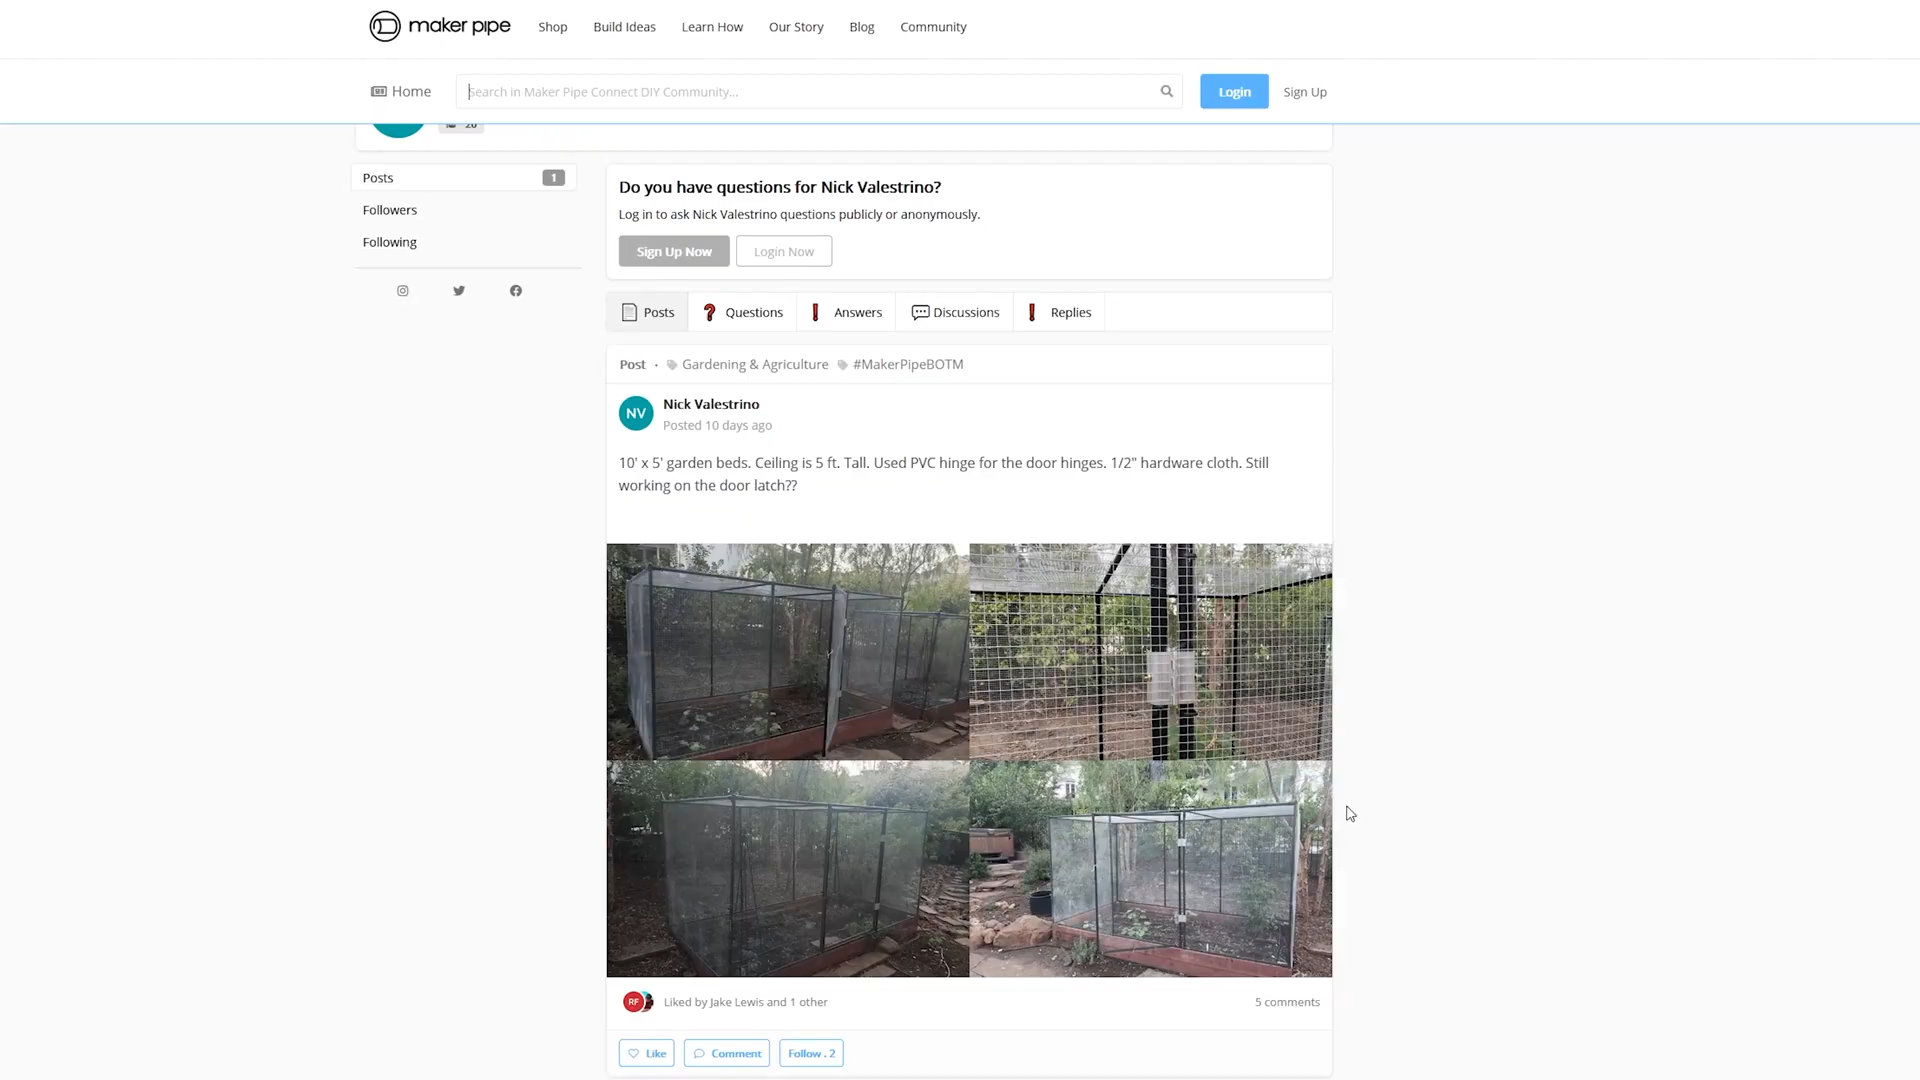 maker pipe
Shop
Build Ideas
Learn How
Our Story
Blog
Community
Home
Search in Maker Pipe Connect DIY Community...
Login
Sign Up
Posts
1
Followers
Following
Do you have questions for Nick Valestrino?
Log in to ask Nick Valestrino questions publicly or anonymously.
Sign Up Now
Login Now
Posts
Questions
Answers
Discussions
Replies
Post · Gardening & Agriculture #MakerPipeBOTM
NV
Nick Valestrino
Posted 10 days ago
10' x 5' garden beds. Ceiling is 5 ft. Tall. Used PVC hinge for the door hinges. 1/2" hardware cloth. Still
working on the door latch??
RF
Liked by Jake Lewis and 1 other
5 comments
Like
Comment
Follow . 2